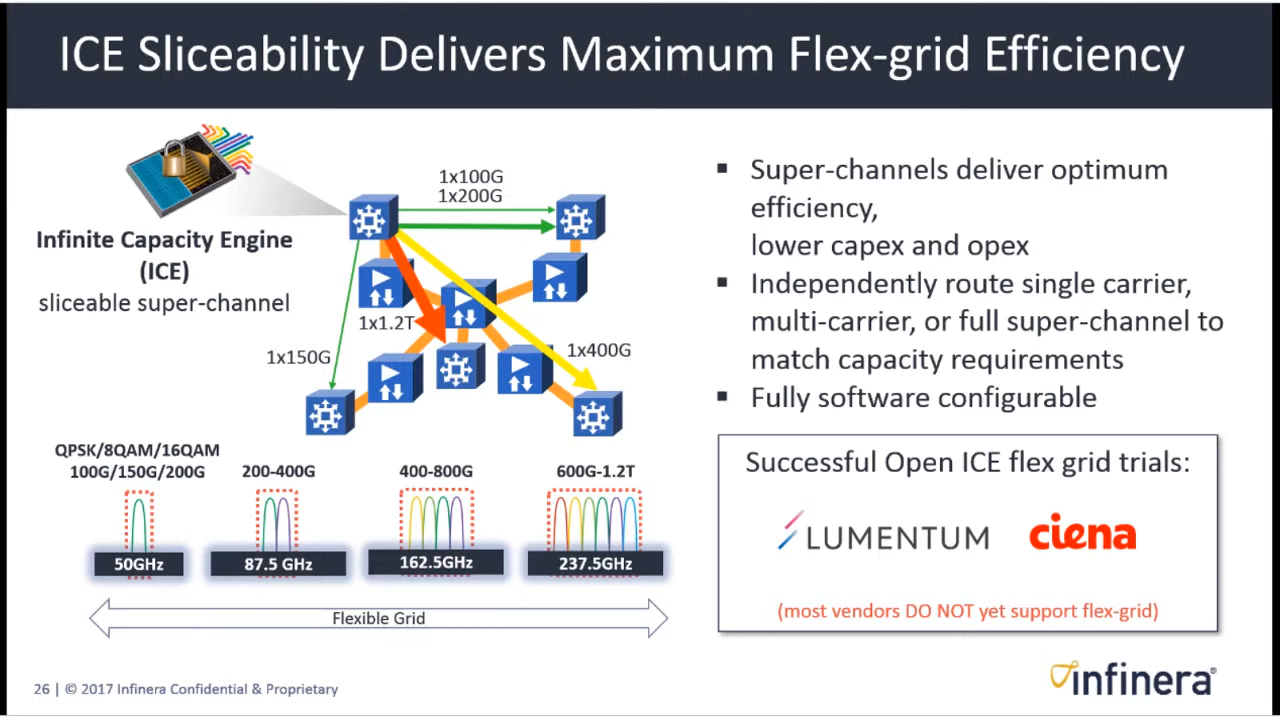 ICE Sliceability Delivers Maximum Flex-grid Efficiency
Infinite Capacity Engine
(ICE)
sliceable super-channel
1x100G
1x200G
1x1.2T
1x150G
1x400G
QPSK/8QAM/16QAM
100G/150G/200G
200-400G
400-800G
600G-1.2T
50GHz
87.5 GHz
162.5GHz
237.5GHz
Flexible Grid
▪ Super-channels deliver optimum
efficiency,
lower capex and opex
▪ Independently route single carrier,
multi-carrier, or full super-channel to
match capacity requirements
▪ Fully software configurable
Successful Open ICE flex grid trials:
LUMENTUM
ciena
(most vendors DO NOT yet support flex-grid)
26 | © 2017 Infinera Confidential & Proprietary
infinera®